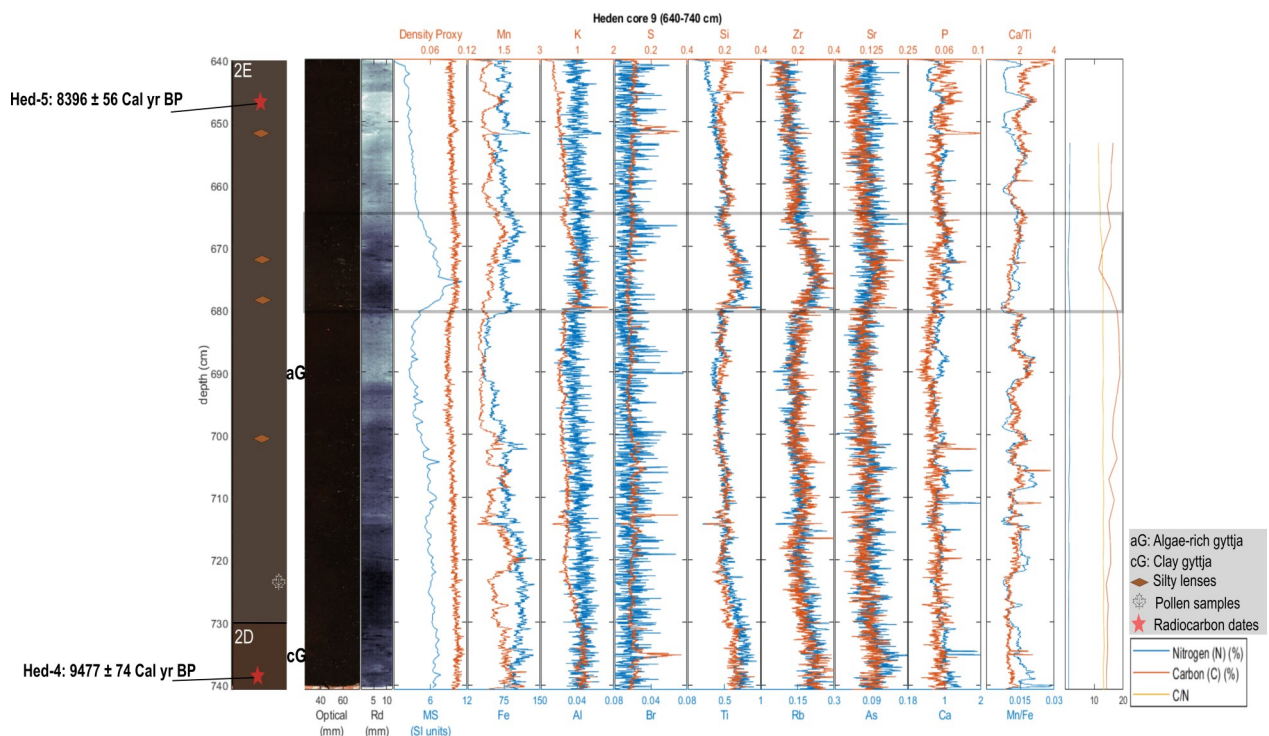 Heden core 9 (640-740 cm)
Density Proxy Mn K S Si Zr Sr P Ca/Ti
0.06 0.12 1.5 3 1 2 0.2 0.4 0.2 0.4 0.2 0.4 0.125 0.25 0.06 0.1 2 4
640 2E
Hed-5: 8396 ± 56 Cal yr BP
650
660
670
680
depth (cm)
690 aG
700
710
720
730 2D
cG
Hed-4: 9477 ± 74 Cal yr BP
740
40 60 5 10 6 12 75 150 0.04 0.08 0.04 0.08 0.5 1 0.15 0.3 0.09 0.18 1 2 0.015 0.03 10 20
Optical Rd MS Fe Al Br Ti Rb As Ca Mn/Fe
(mm) (mm) (SI units)
aG: Algae-rich gyttja
cG: Clay gyttja
Silty lenses
Pollen samples
Radiocarbon dates
Nitrogen (N) (%)
Carbon (C) (%)
C/N